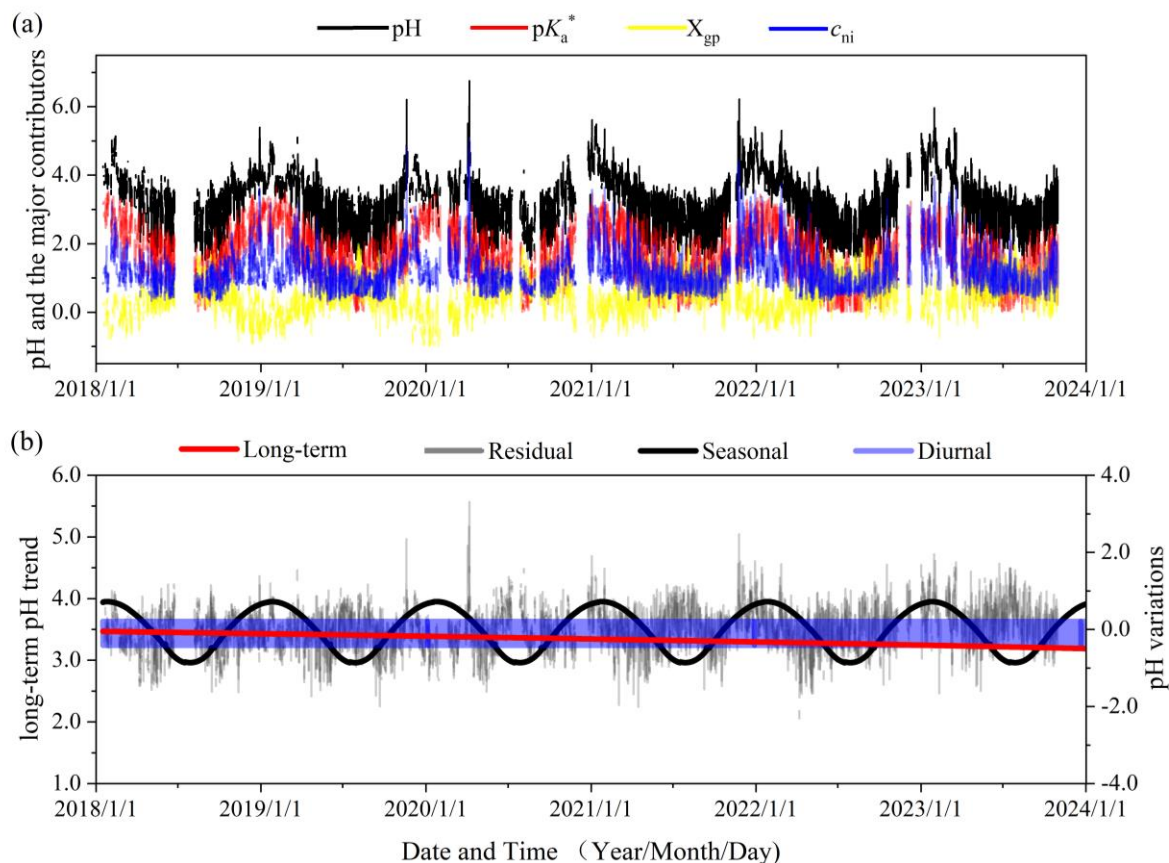 (a)
pH pKa* Xgp cni
pH and the major contributors
6.0
4.0
2.0
0.0
2018/1/1 2019/1/1 2020/1/1 2021/1/1 2022/1/1 2023/1/1 2024/1/1
(b)
Long-term Residual Seasonal Diurnal
long-term pH trend
6.0
5.0
4.0
3.0
2.0
1.0
4.0
2.0
0.0
-2.0
-4.0
pH variations
2018/1/1 2019/1/1 2020/1/1 2021/1/1 2022/1/1 2023/1/1 2024/1/1
Date and Time （Year/Month/Day)